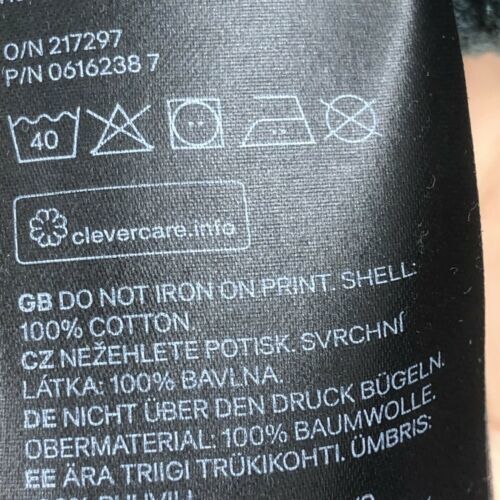 O/N 217297
P/N 0616238 7
40
clevercare.info
GB DO NOT IRON ON PRINT. SHELL:
100% COTTON.
CZ NEŽEHLETE POTISK. SVRCHNÍ
LÁTKA: 100% BAVLNA.
DE NICHT ÜBER DEN DRUCK BÜGELN.
OBERMATERIAL: 100% BAUMWOLLE.
EE ÄRA TRIIGI TRÜKIKOHTI. ÜMBRIS: